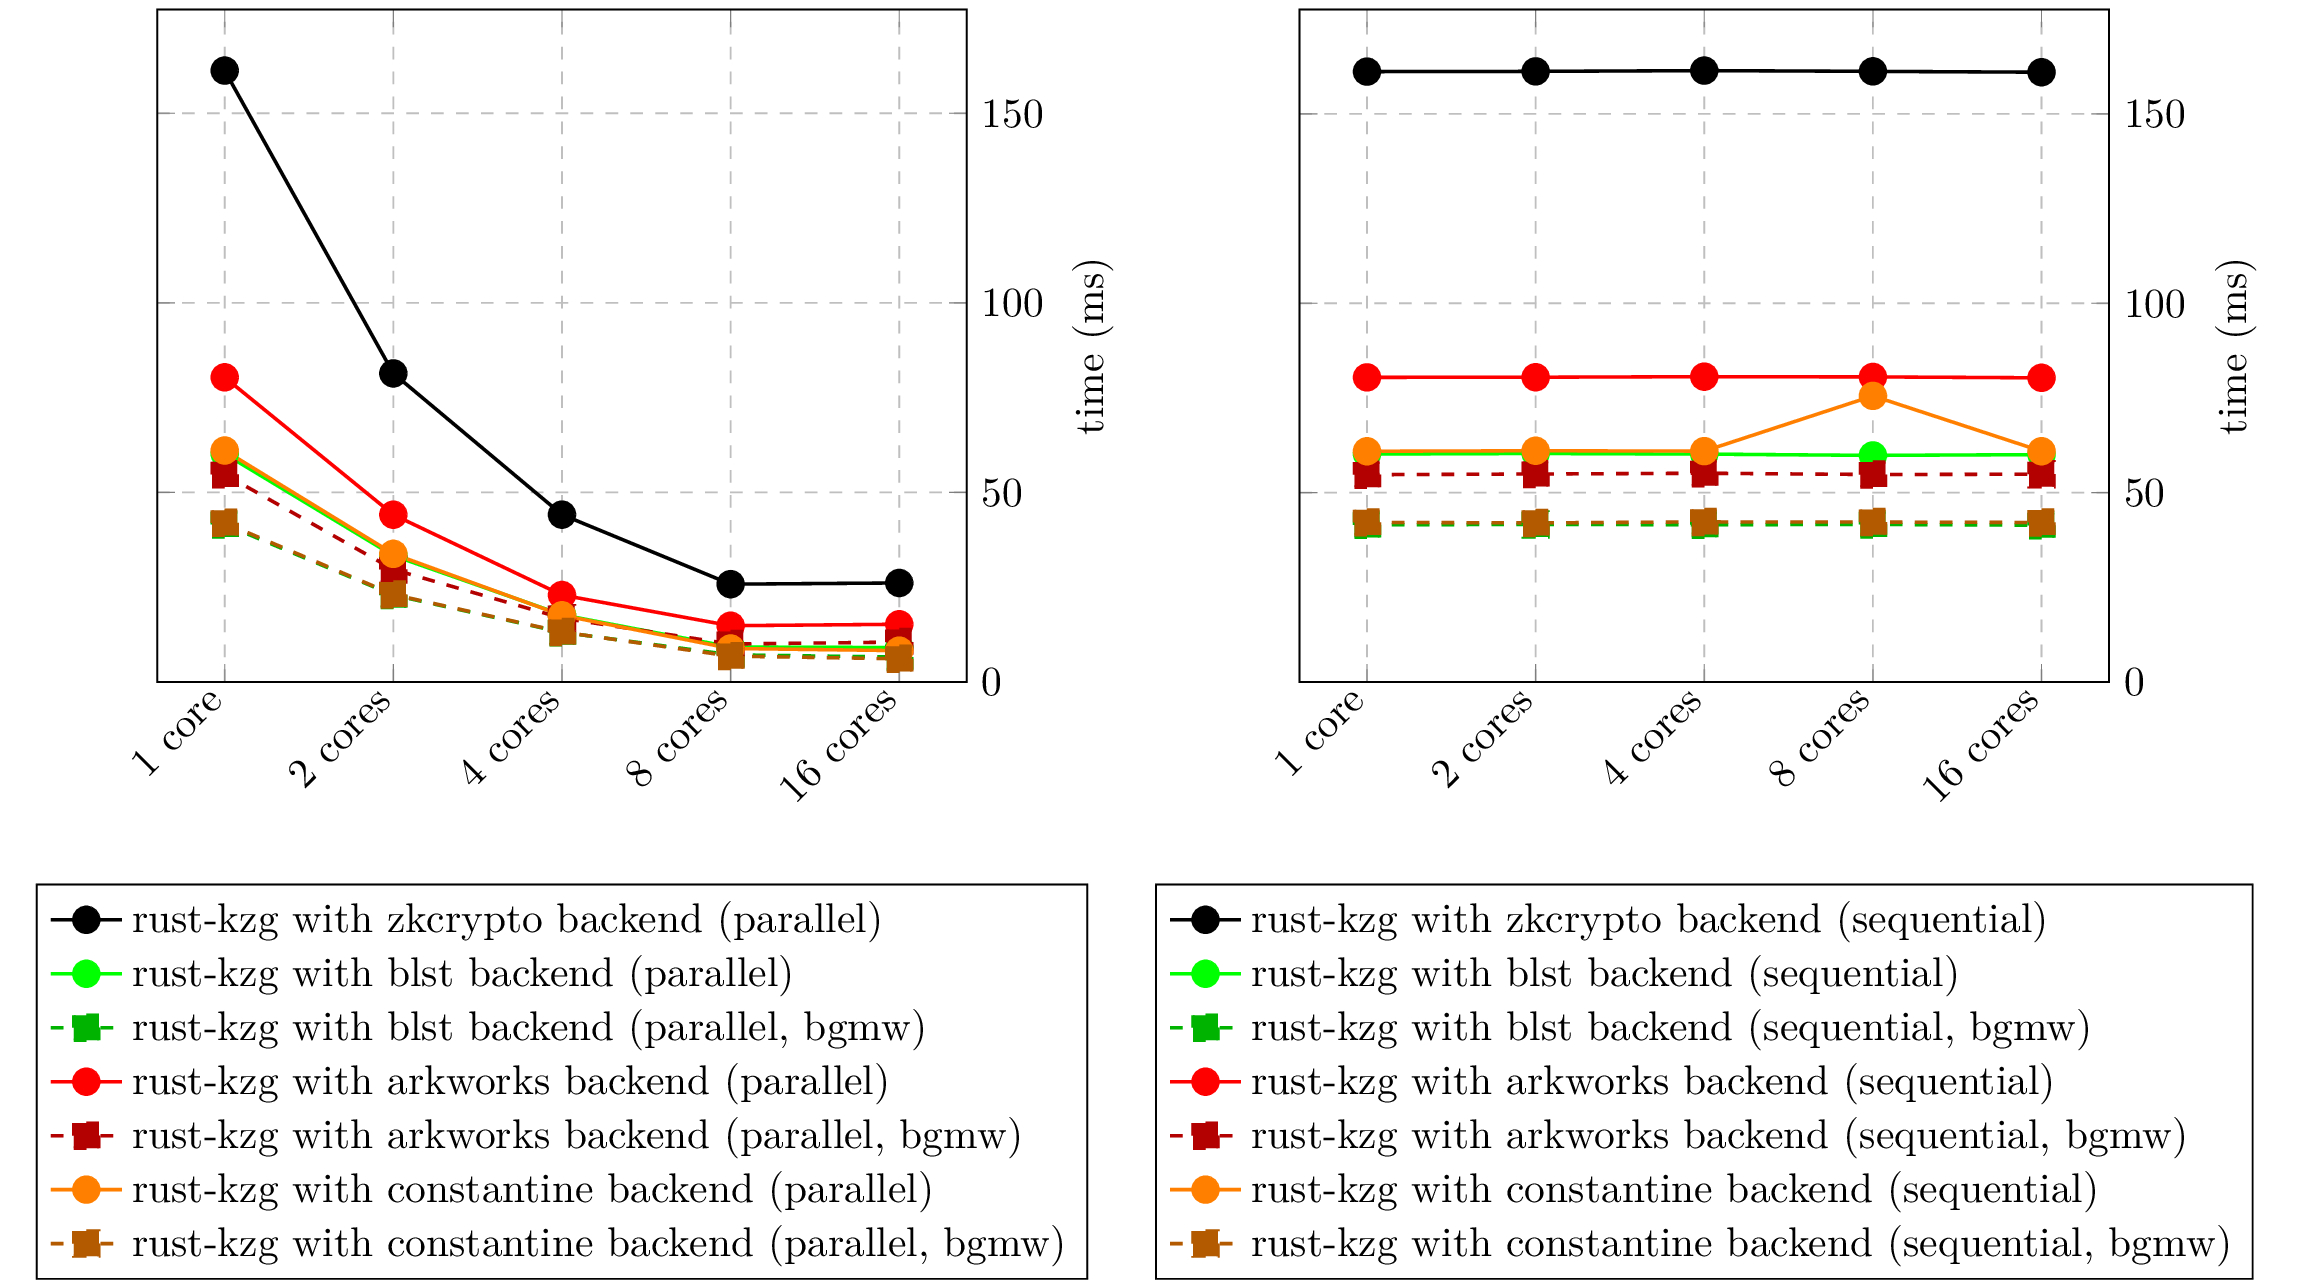 150
100
50
0
time (ms)
1 core
2 cores
4 cores
8 cores
16 cores
rust-kzg with zkcrypto backend (parallel)
rust-kzg with blst backend (parallel)
rust-kzg with blst backend (parallel, bgmw)
rust-kzg with arkworks backend (parallel)
rust-kzg with arkworks backend (parallel, bgmw)
rust-kzg with constantine backend (parallel)
rust-kzg with constantine backend (parallel, bgmw)
150
100
50
0
time (ms)
1 core
2 cores
4 cores
8 cores
16 cores
rust-kzg with zkcrypto backend (sequential)
rust-kzg with blst backend (sequential)
rust-kzg with blst backend (sequential, bgmw)
rust-kzg with arkworks backend (sequential)
rust-kzg with arkworks backend (sequential, bgmw)
rust-kzg with constantine backend (sequential)
rust-kzg with constantine backend (sequential, bgmw)